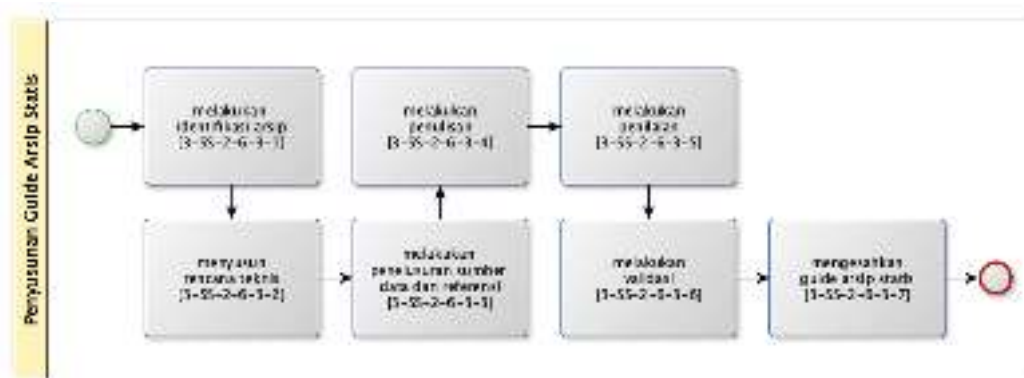 Penyusunan Guide Arsip Statis
melakukan
identifikasi arsip
[3-SS-2-6-3-1]
menyusun
rencana teknis
[3-SS-2-6-3-2]
melakukan
penelusuran sumber
data dan referensi
[3-SS-2-6-3-3]
melakukan
penulisan
[3-SS-2-6-3-4]
melakukan
penilaian
[3-SS-2-6-3-5]
melakukan
validasi
[3-SS-2-6-3-6]
mengesahkan
guide arsip statis
[3-SS-2-6-3-7]